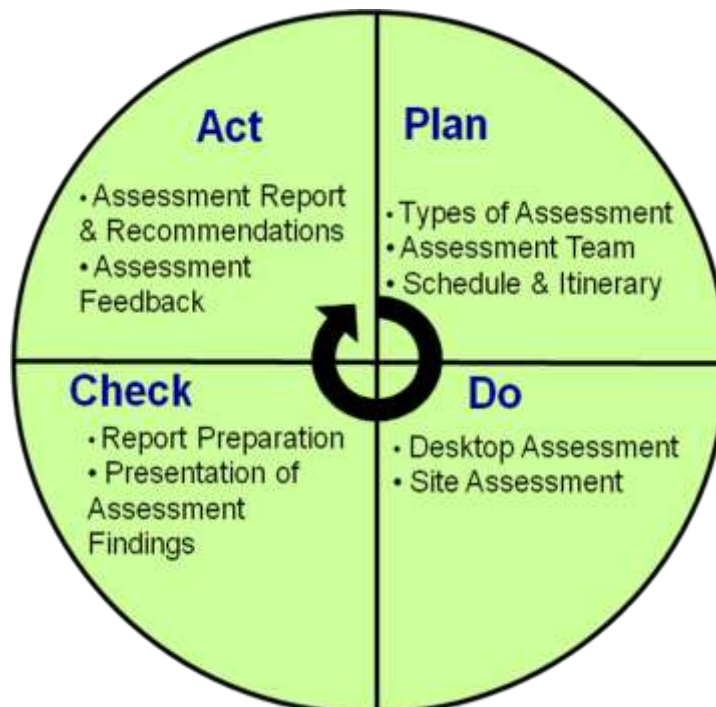 Act
• Assessment Report
& Recommendations
• Assessment
Feedback
Plan
• Types of Assessment
• Assessment Team
• Schedule & Itinerary
Check
• Report Preparation
• Presentation of
Assessment
Findings
Do
• Desktop Assessment
• Site Assessment